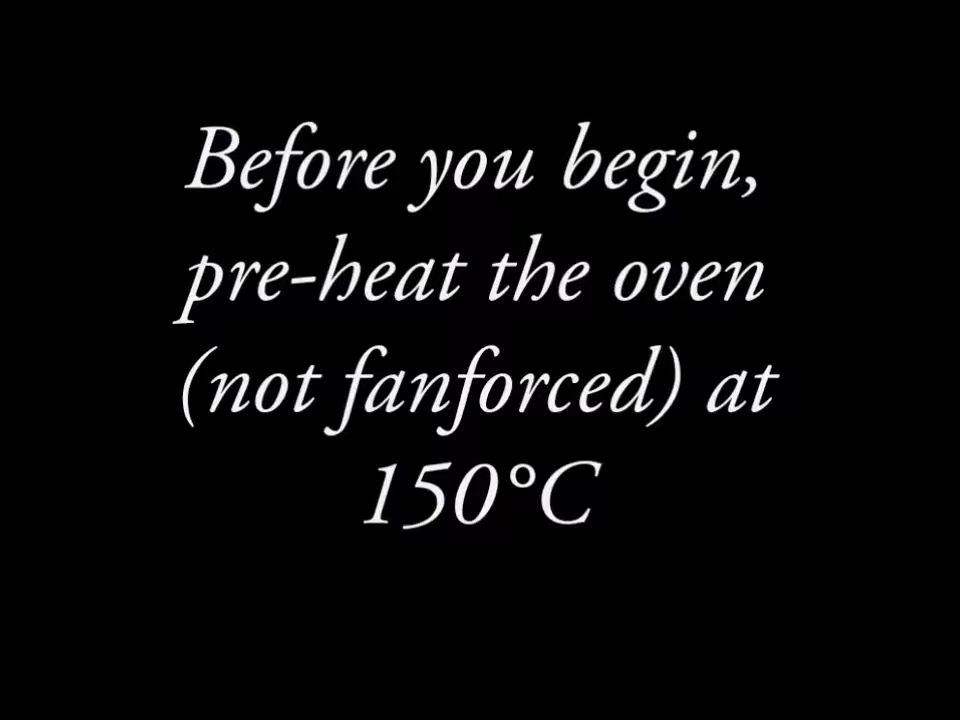 Before you begin,
pre-heat the oven
(not fanforced) at
150°C